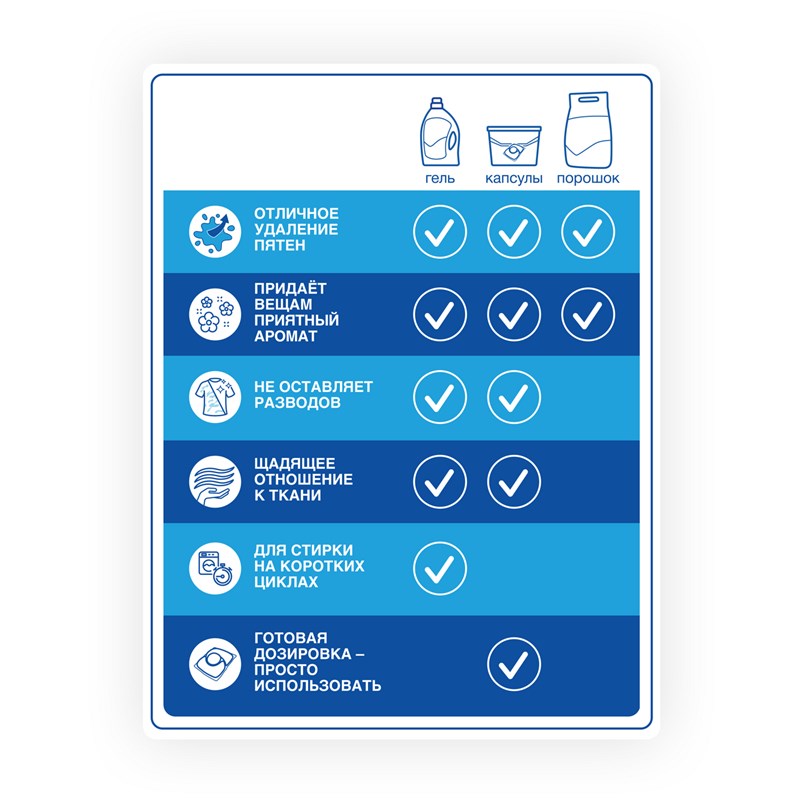 гель капсулы порошок
ОТЛИЧНОЕ
УДАЛЕНИЕ
ПЯТЕН
ПРИДАЁТ
ВЕЩАМ
ПРИЯТНЫЙ
АРОМАТ
НЕ ОСТАВЛЯЕТ
РАЗВОДОВ
ЩАДЯЩЕЕ
ОТНОШЕНИЕ
К ТКАНИ
ДЛЯ СТИРКИ
НА КОРОТКИХ
ЦИКЛАХ
ГОТОВАЯ
ДОЗИРОВКА –
ПРОСТО
ИСПОЛЬЗОВАТЬ